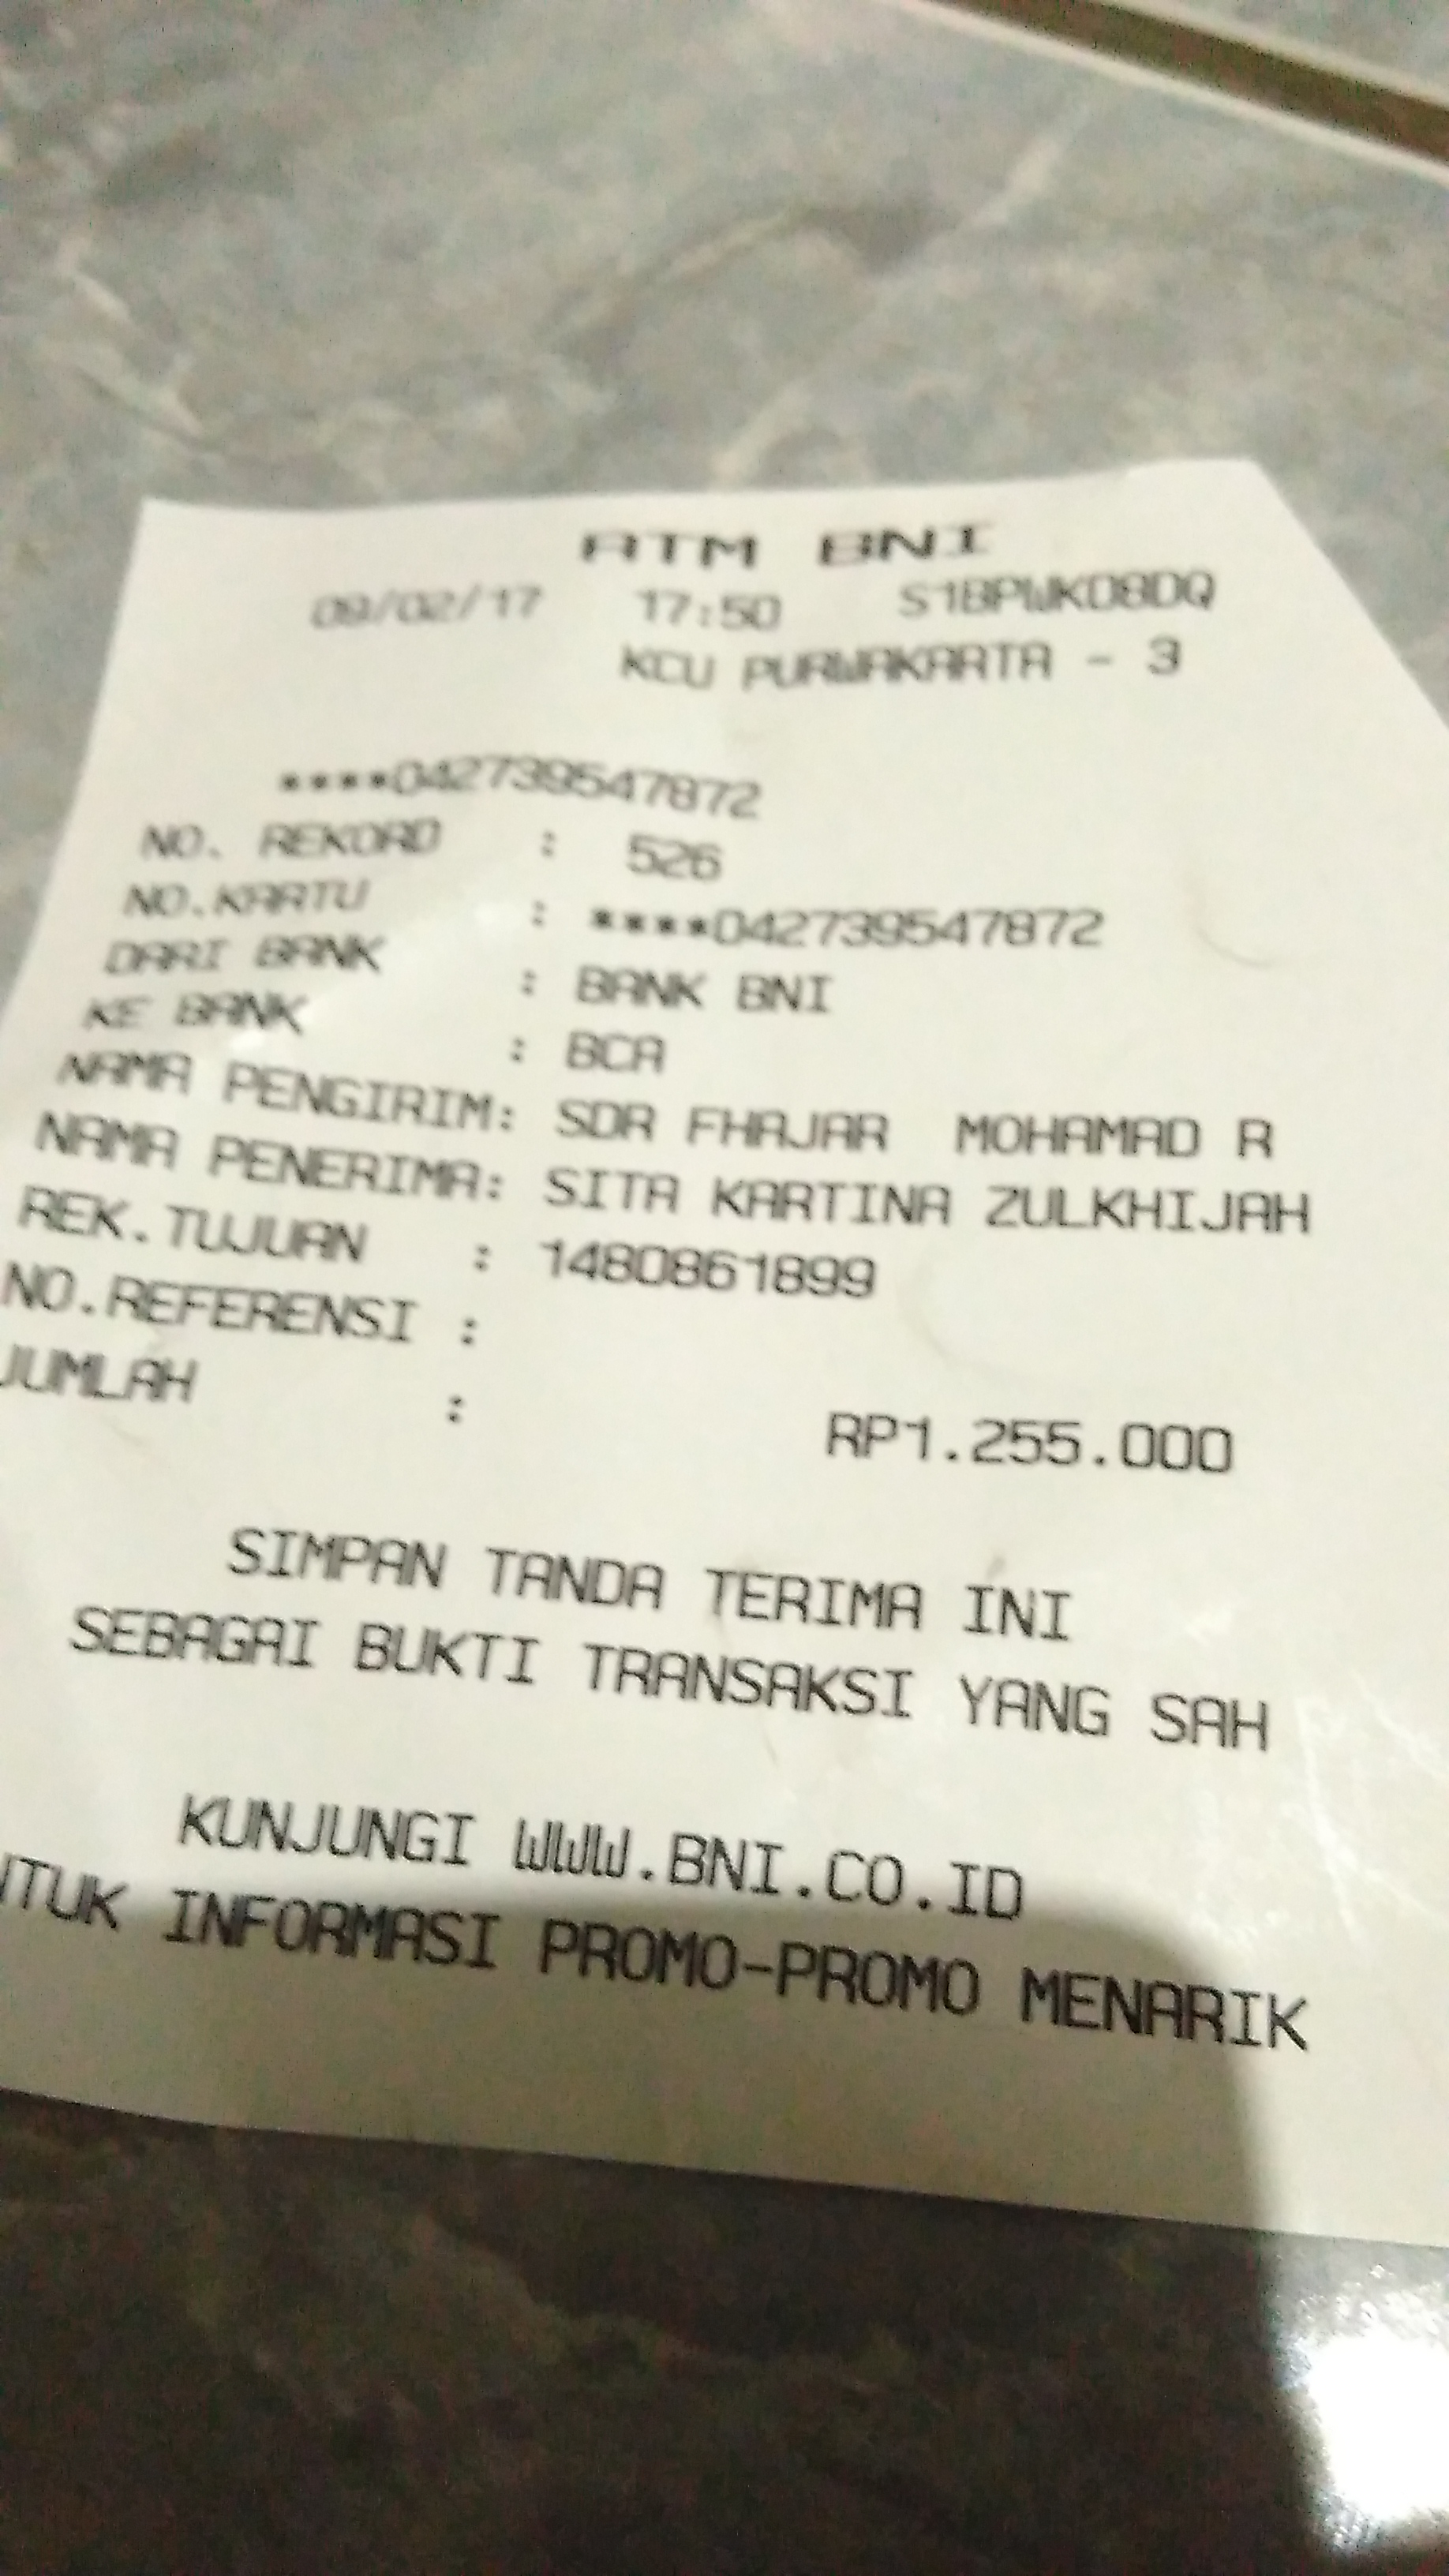 ATM BNI
09/02/17 17:50 S1BPWK08DQ
KCU PURWAKARTA - 3
****042739547872
NO. REKORD : 526
NO.KARTU : ****042739547872
DARI BANK : BANK BNI
KE BANK : BCA
NAMA PENGIRIM: SDR FHAJAR MOHAMAD R
NAMA PENERIMA: SITA KARTINA ZULKHIJAH
REK.TUJUAN : 1480861899
NO.REFERENSI :
JUMLAH : RP1.255.000
SIMPAN TANDA TERIMA INI
SEBAGAI BUKTI TRANSAKSI YANG SAH
KUNJUNGI WWW.BNI.CO.ID
NTUK INFORMASI PROMO-PROMO MENARIK